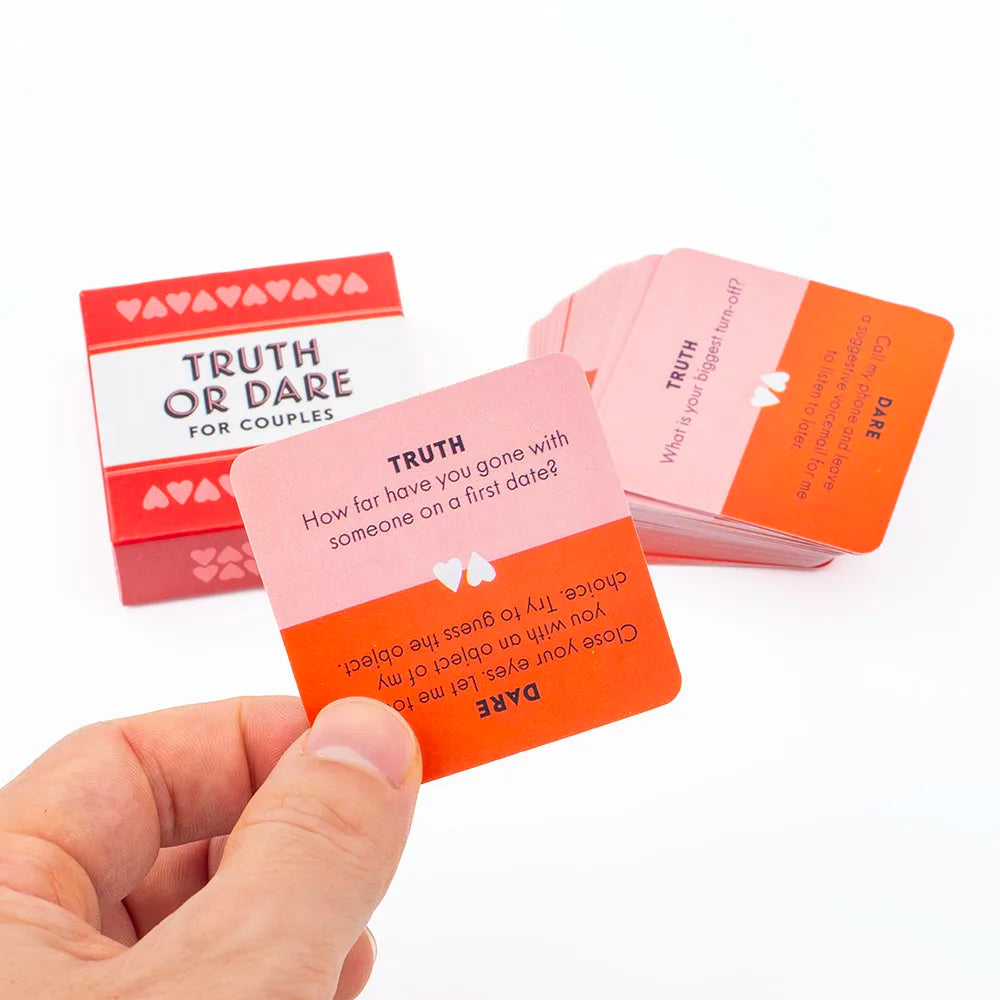 TRUTH
OR DARE
FOR COUPLES
TRUTH
How far have you gone with
someone on a first date?
DARE
Close your eyes. Let me
you with an object of my
choice. Try to guess the object.
TRUTH
What is your biggest turn-off?
DARE
Call my phone and leave
a suggestive voicemail for me
to listen to later.